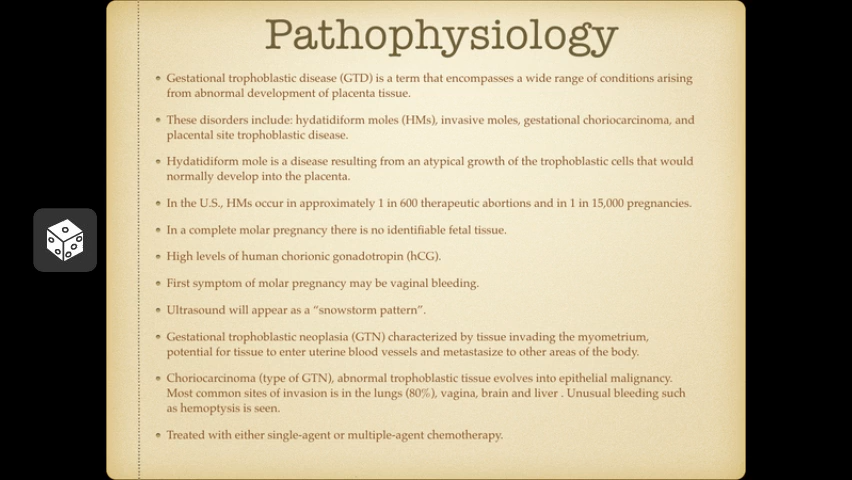 Pathophysiology
Gestational trophoblastic disease (GTD) is a term that encompasses a wide range of conditions arising
from abnormal development of placenta tissue.
These disorders include: hydatidiform moles (HMs), invasive moles, gestational choriocarcinoma, and
placental site trophoblastic disease.
Hydatidiform mole is a disease resulting from an atypical growth of the trophoblastic cells that would
normally develop into the placenta.
In the U.S., HMs occur in approximately 1 in 600 therapeutic abortions and in 1 in 15,000 pregnancies.
In a complete molar pregnancy there is no identifiable fetal tissue.
High levels of human chorionic gonadotropin (hCG).
First symptom of molar pregnancy may be vaginal bleeding.
Ultrasound will appear as a “snowstorm pattern”.
Gestational trophoblastic neoplasia (GTN) characterized by tissue invading the myometrium,
potential for tissue to enter uterine blood vessels and metastasize to other areas of the body.
Choriocarcinoma (type of GTN), abnormal trophoblastic tissue evolves into epithelial malignancy.
Most common sites of invasion is in the lungs (80%), vagina, brain and liver . Unusual bleeding such
as hemoptysis is seen.
Treated with either single-agent or multiple-agent chemotherapy.